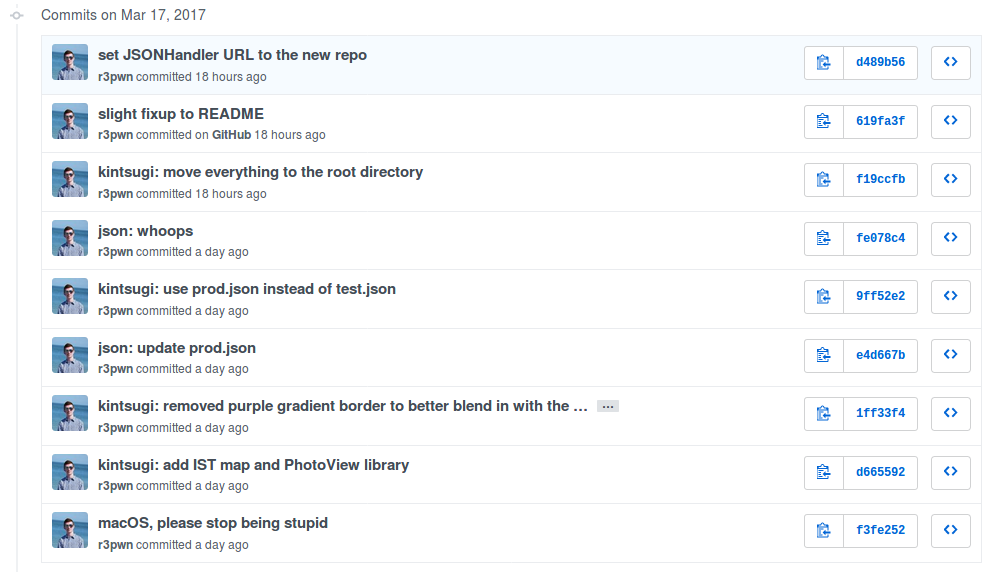 Commits on Mar 17, 2017
set JSONHandler URL to the new repo
r3pwn committed 18 hours ago
d489b56
slight fixup to README
r3pwn committed on GitHub 18 hours ago
619fa3f
kintsugi: move everything to the root directory
r3pwn committed 18 hours ago
f19ccfb
json: whoops
r3pwn committed a day ago
fe078c4
kintsugi: use prod.json instead of test.json
r3pwn committed a day ago
9ff52e2
json: update prod.json
r3pwn committed a day ago
e4d667b
kintsugi: removed purple gradient border to better blend in with the … …
r3pwn committed a day ago
1ff33f4
kintsugi: add IST map and PhotoView library
r3pwn committed a day ago
d665592
macOS, please stop being stupid
r3pwn committed a day ago
f3fe252